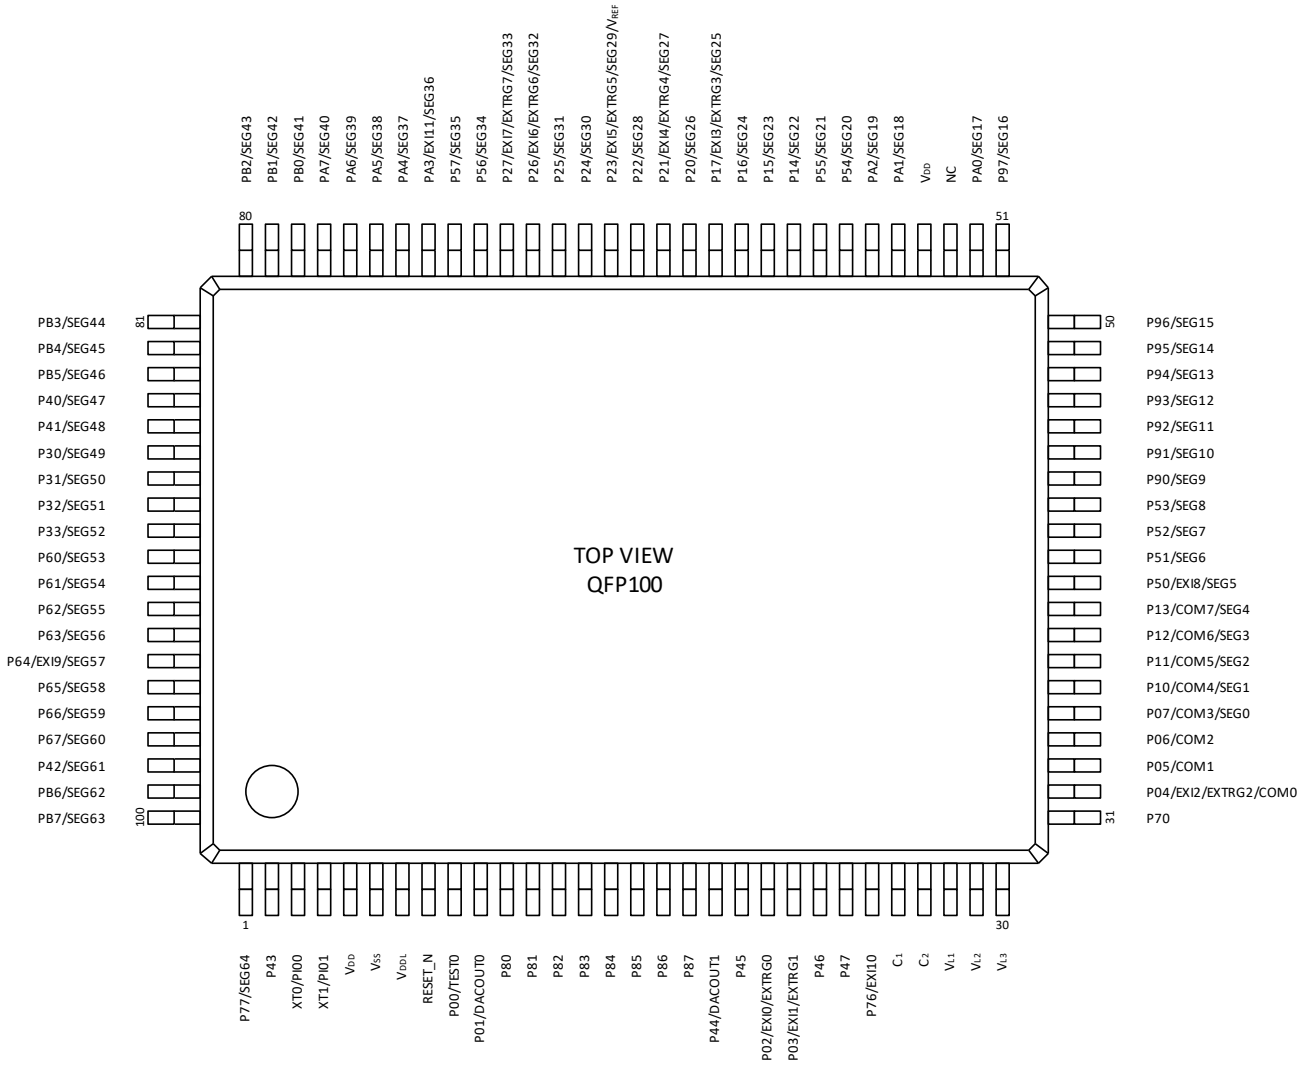 PB2/SEG43
PB1/SEG42
PB0/SEG41
PA7/SEG40
PA6/SEG39
PA5/SEG38
PA4/SEG37
PA3/EXI11/SEG36
P57/SEG35
P56/SEG34
P27/EXI7/EXTRG7/SEG33
P26/EXI6/EXTRG6/SEG32
P25/SEG31
P24/SEG30
P23/EXI5/EXTRG5/SEG29/VREF
P22/SEG28
P21/EXI4/EXTRG4/SEG27
P20/SEG26
P17/EXI3/EXTRG3/SEG25
P16/SEG24
P15/SEG23
P14/SEG22
P55/SEG21
P54/SEG20
PA2/SEG19
PA1/SEG18
VDD
NC
PA0/SEG17
P97/SEG16
80
51
PB3/SEG44
81
PB4/SEG45
PB5/SEG46
P40/SEG47
P41/SEG48
P30/SEG49
P31/SEG50
P32/SEG51
P33/SEG52
P60/SEG53
P61/SEG54
P62/SEG55
P63/SEG56
P64/EXI9/SEG57
P65/SEG58
P66/SEG59
P67/SEG60
P42/SEG61
PB6/SEG62
PB7/SEG63
100
TOP VIEW
QFP100
50
P96/SEG15
P95/SEG14
P94/SEG13
P93/SEG12
P92/SEG11
P91/SEG10
P90/SEG9
P53/SEG8
P52/SEG7
P51/SEG6
P50/EXI8/SEG5
P13/COM7/SEG4
P12/COM6/SEG3
P11/COM5/SEG2
P10/COM4/SEG1
P07/COM3/SEG0
P06/COM2
P05/COM1
P04/EXI2/EXTRG2/COM0
31
P70
1
30
P77/SEG64
P43
XT0/PI00
XT1/PI01
VDD
VSS
VDDL
RESET_N
P00/TEST0
P01/DACOUT0
P80
P81
P82
P83
P84
P85
P86
P87
P44/DACOUT1
P45
P02/EXI0/EXTRG0
P03/EXI1/EXTRG1
P46
P47
P76/EXI10
C1
C2
VL1
VL2
VL3